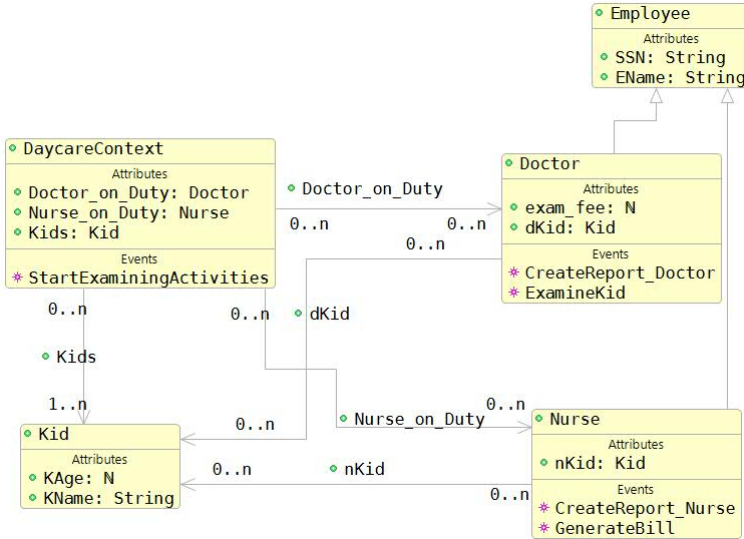 Employee
Attributes
SSN: String
EName: String
DaycareContext
Attributes
Doctor_on_Duty: Doctor
Nurse_on_Duty: Nurse
Kids: Kid
Events
StartExaminingActivities
Doctor_on_Duty
0..n
0..n
Doctor
Attributes
exam_fee: ℕ
dKid: Kid
Events
CreateReport_Doctor
ExamineKid
0..n
0..n
0..n
dKid
Kids
1..n
0..n
Nurse_on_Duty
0..n
Kid
Attributes
KAge: ℕ
KName: String
0..n
nKid
0..n
Nurse
Attributes
nKid: Kid
Events
CreateReport_Nurse
GenerateBill